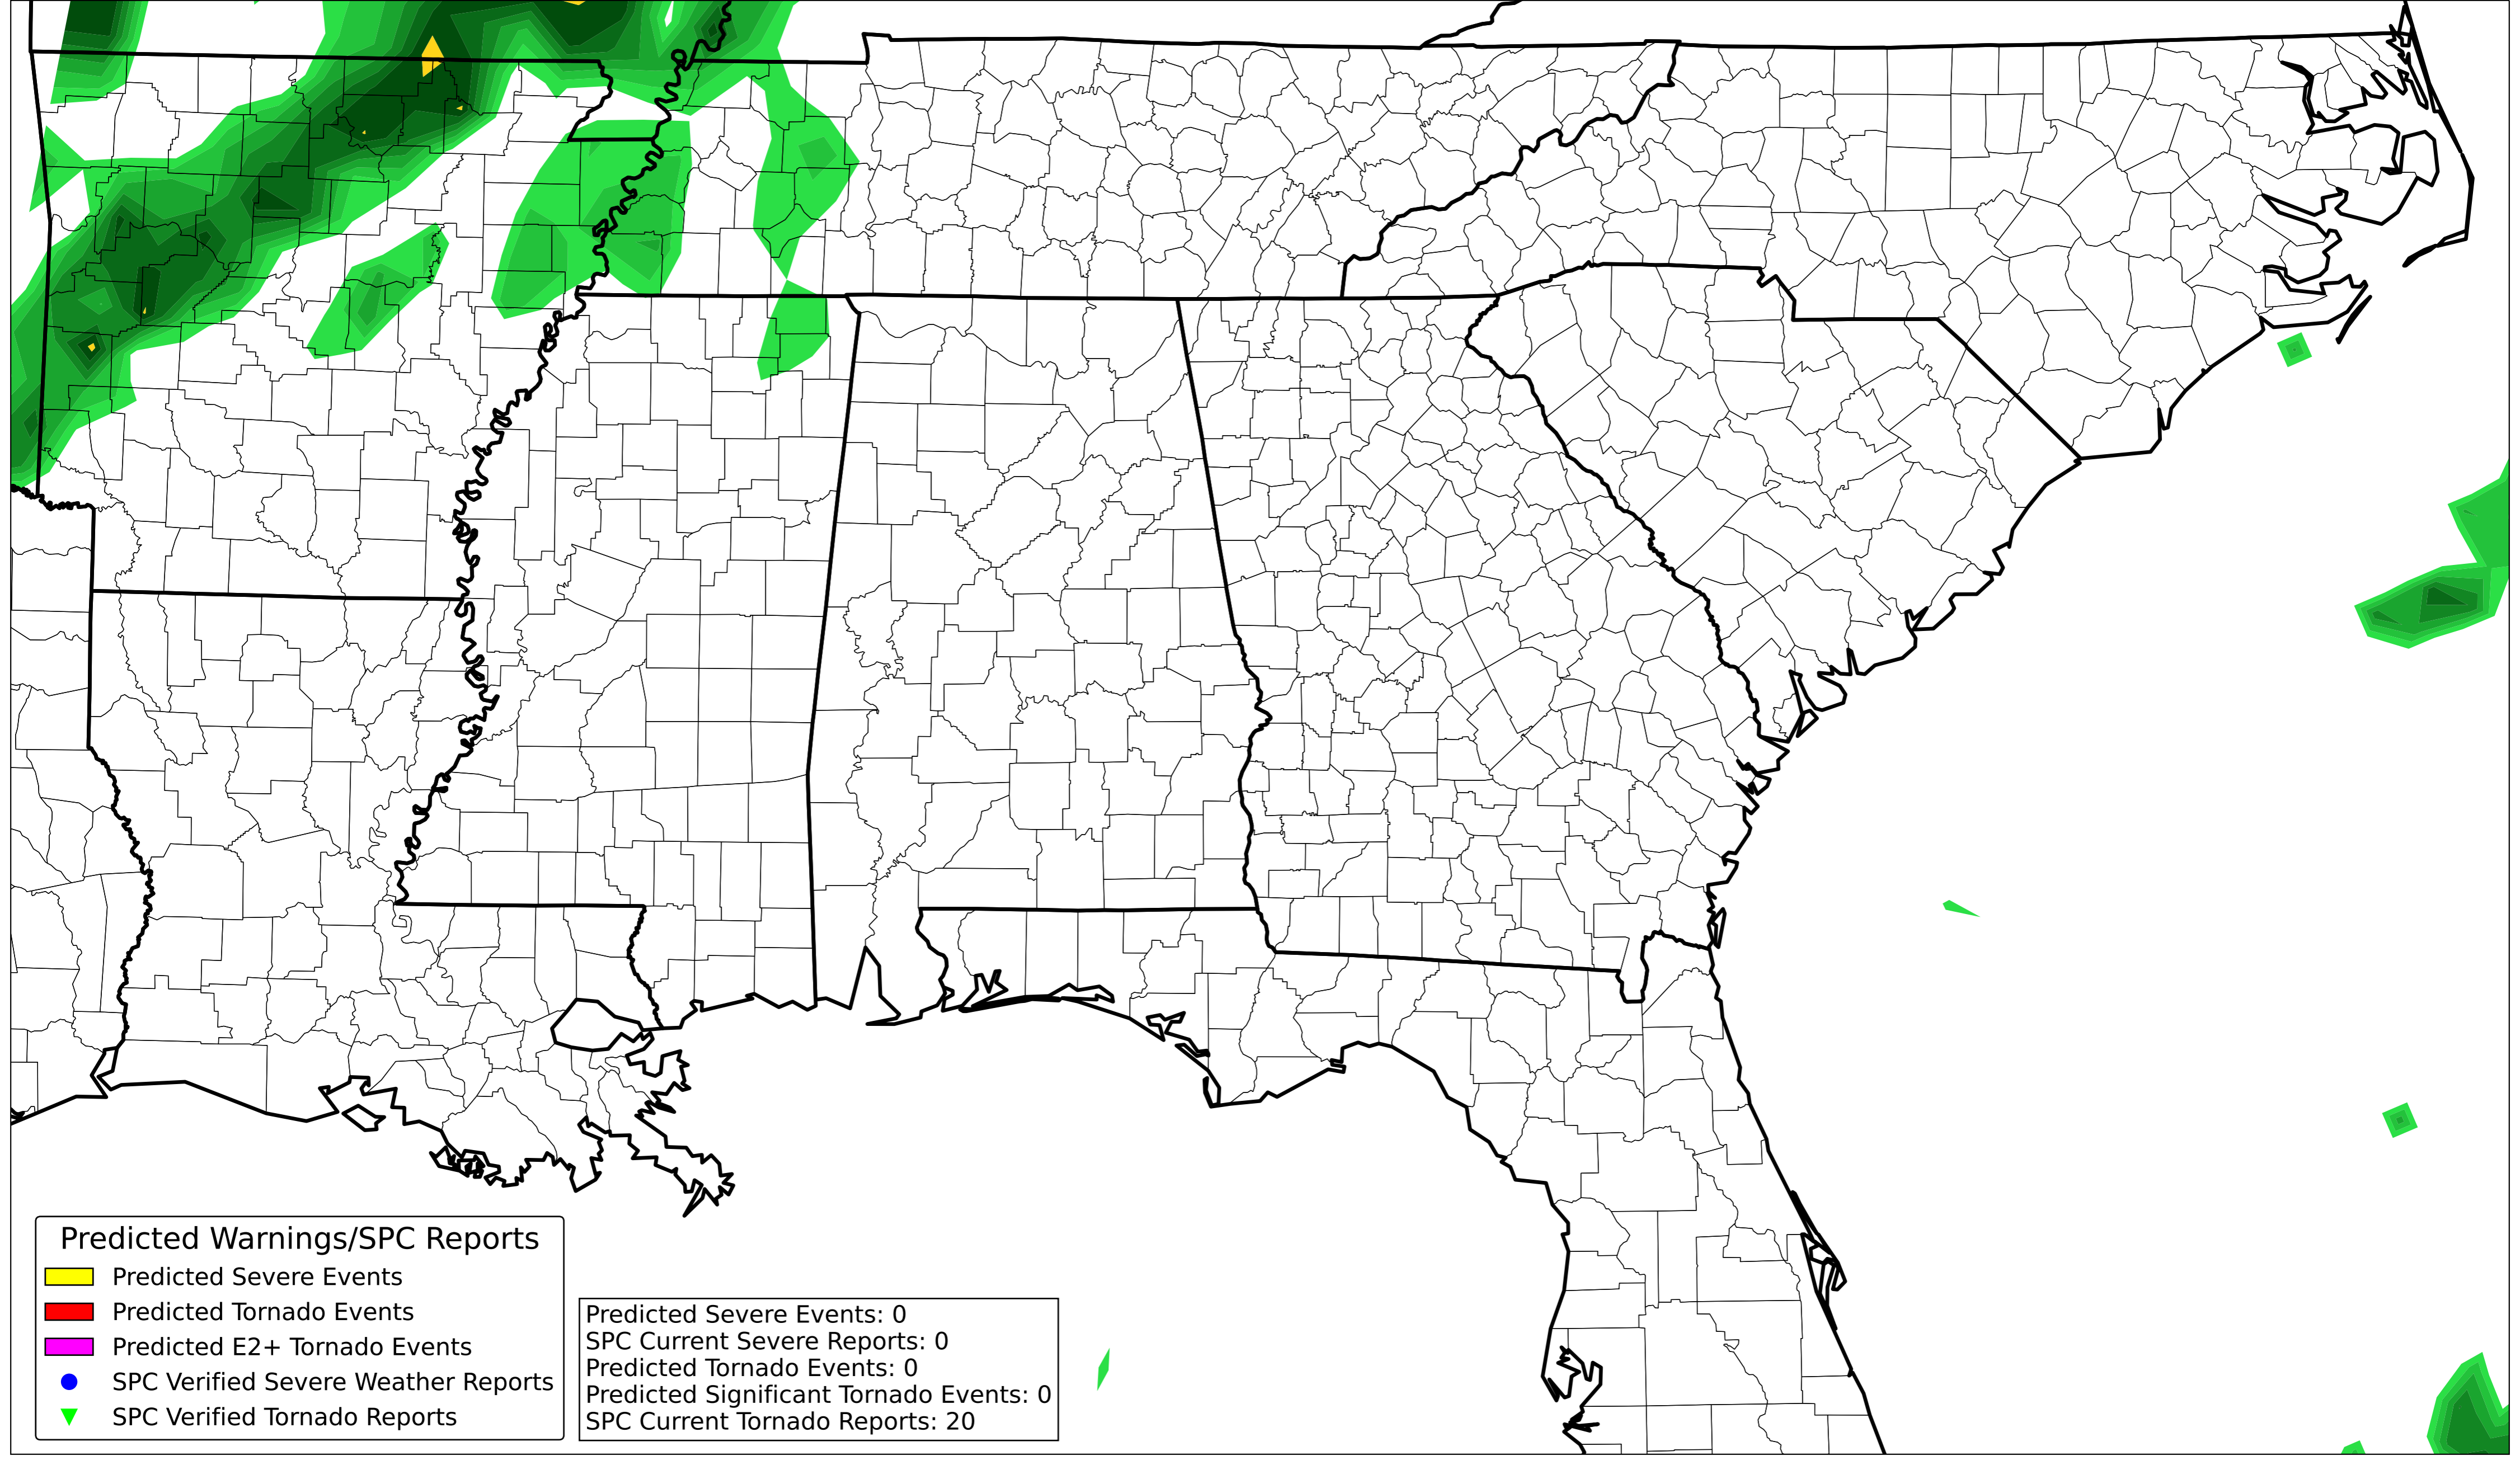 Predicted Warnings/SPC Reports
Predicted Severe Events
Predicted Tornado Events
Predicted E2+ Tornado Events
SPC Verified Severe Weather Reports
SPC Verified Tornado Reports
Predicted Severe Events: 0
SPC Current Severe Reports: 0
Predicted Tornado Events: 0
Predicted Significant Tornado Events: 0
SPC Current Tornado Reports: 20